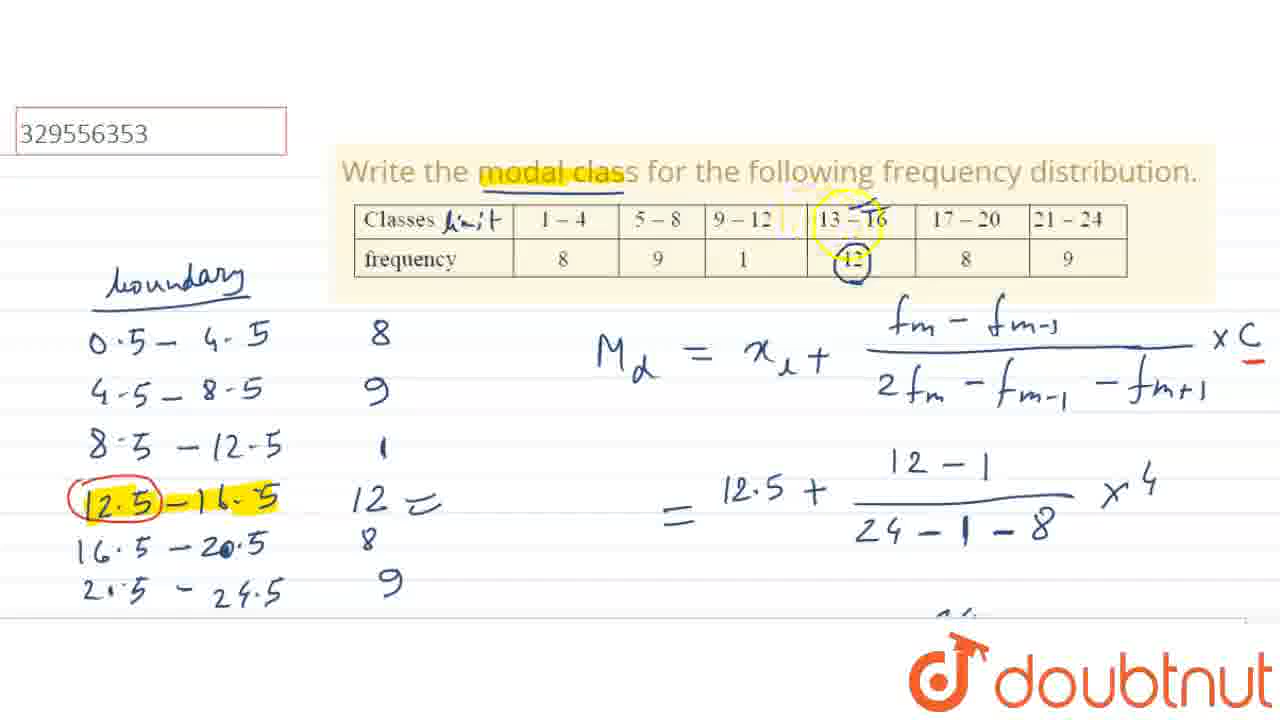 329556353
Write the modal class for the following frequency distribution.
Classes limit 1 – 4 5 – 8 9 – 12 13 – 16 17 – 20 21 – 24
frequency 8 9 1 12 8 9
boundary
0.5 – 4.5 8
4.5 – 8.5 9
8.5 – 12.5 1
12.5 – 16.5 12 =
16.5 – 20.5 8
21.5 – 24.5 9
Md = xl + (fm – fm-1) / (2fm – fm-1 – fm+1) × C
= 12.5 + (12 – 1) / (24 – 1 – 8) × 4
doubtnut